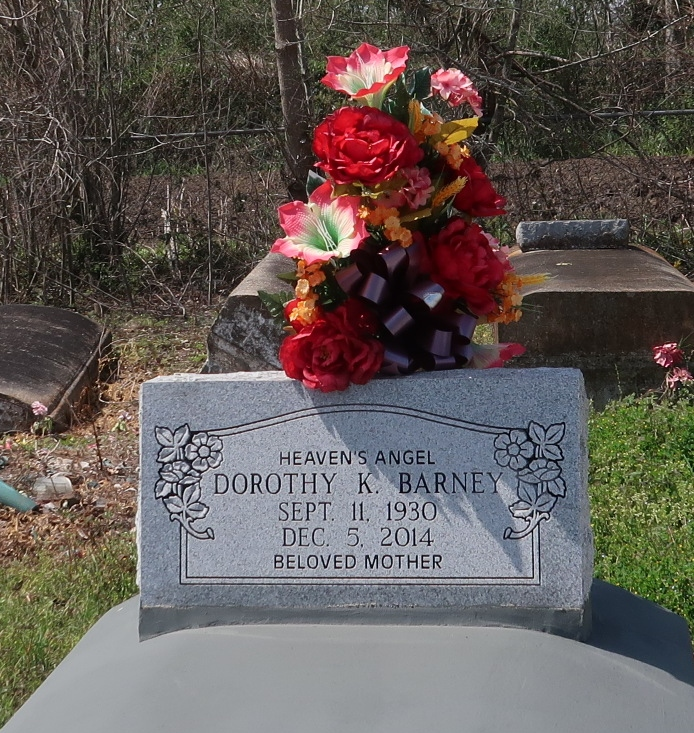 HEAVEN'S ANGEL
DOROTHY K. BARNEY
SEPT. 11, 1930
DEC. 5, 2014
BELOVED MOTHER